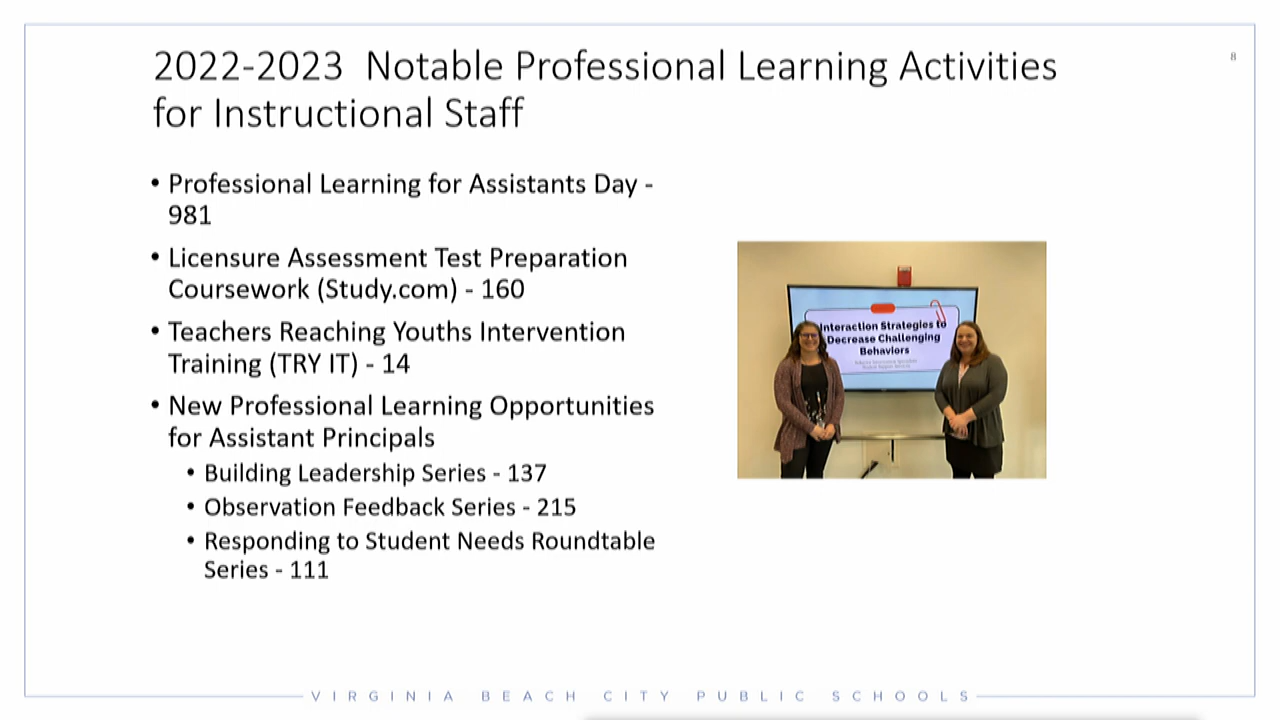 2022-2023 Notable Professional Learning Activities
for Instructional Staff
8
• Professional Learning for Assistants Day -
981
• Licensure Assessment Test Preparation
Coursework (Study.com) - 160
• Teachers Reaching Youths Intervention
Training (TRY IT) - 14
• New Professional Learning Opportunities
for Assistant Principals
• Building Leadership Series - 137
• Observation Feedback Series - 215
• Responding to Student Needs Roundtable
Series - 111
Interaction Strategies to
Decrease Challenging
Behaviors
VIRGINIA BEACH CITY PUBLIC SCHOOLS